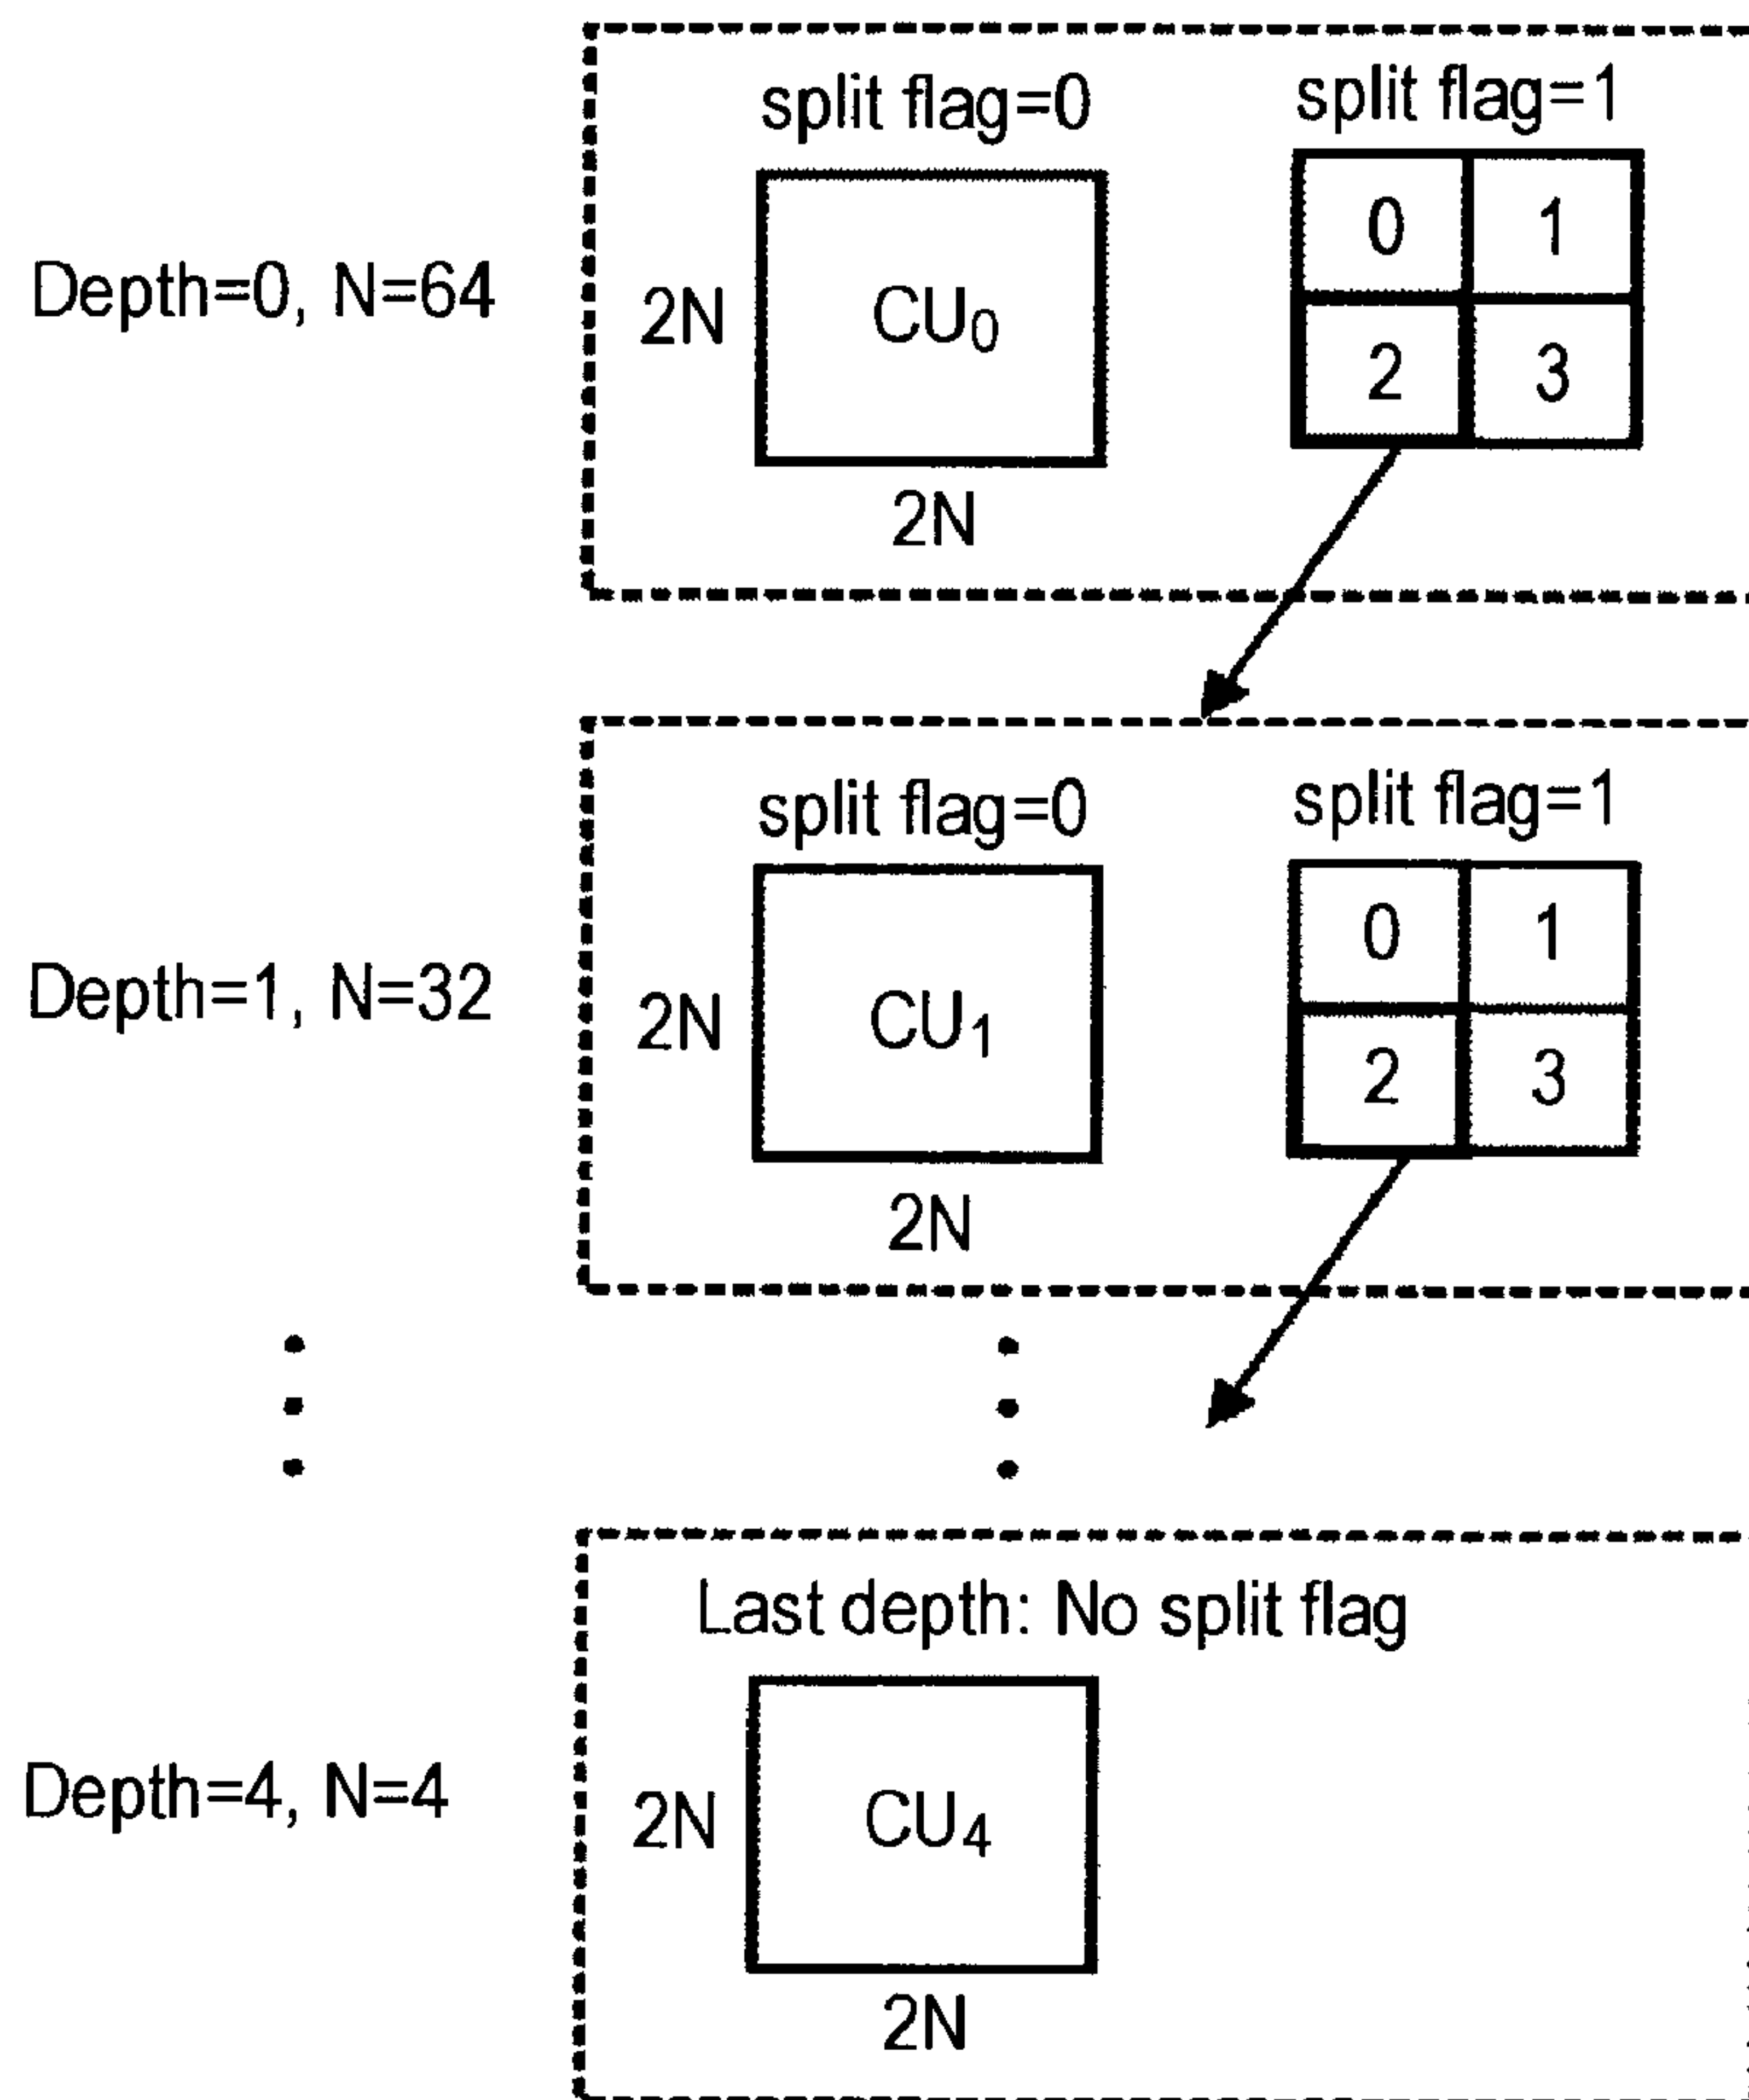 split flag=0
split flag=1
Depth=0, N=64
2N
CU₀
0
1
2
3
2N
split flag=0
split flag=1
Depth=1, N=32
2N
CU₁
0
1
2
3
2N
Last depth: No split flag
Depth=4, N=4
2N
CU₄
2N